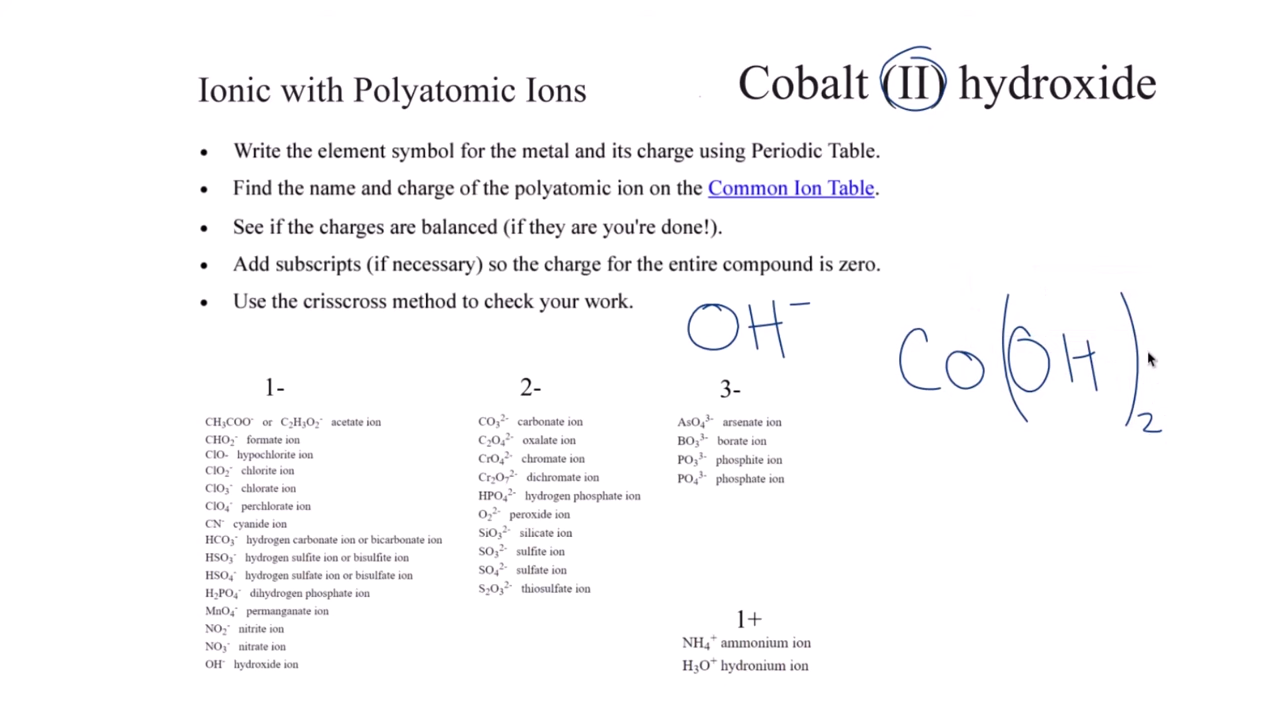 Ionic with Polyatomic Ions
Cobalt (II) hydroxide
• Write the element symbol for the metal and its charge using Periodic Table.
• Find the name and charge of the polyatomic ion on the Common Ion Table.
• See if the charges are balanced (if they are you're done!).
• Add subscripts (if necessary) so the charge for the entire compound is zero.
• Use the crisscross method to check your work.
OH⁻
Co(OH)₂
1-
CH₃COO⁻ or C₂H₃O₂⁻ acetate ion
CHO₂⁻ formate ion
ClO- hypochlorite ion
ClO₂⁻ chlorite ion
ClO₃⁻ chlorate ion
ClO₄⁻ perchlorate ion
CN⁻ cyanide ion
HCO₃⁻ hydrogen carbonate ion or bicarbonate ion
HSO₃⁻ hydrogen sulfite ion or bisulfite ion
HSO₄⁻ hydrogen sulfate ion or bisulfate ion
H₂PO₄⁻ dihydrogen phosphate ion
MnO₄⁻ permanganate ion
NO₂⁻ nitrite ion
NO₃⁻ nitrate ion
OH⁻ hydroxide ion
2-
CO₃²⁻ carbonate ion
C₂O₄²⁻ oxalate ion
CrO₄²⁻ chromate ion
Cr₂O₇²⁻ dichromate ion
HPO₄²⁻ hydrogen phosphate ion
O₂²⁻ peroxide ion
SiO₃²⁻ silicate ion
SO₃²⁻ sulfite ion
SO₄²⁻ sulfate ion
S₂O₃²⁻ thiosulfate ion
3-
AsO₄³⁻ arsenate ion
BO₃³⁻ borate ion
PO₃³⁻ phosphite ion
PO₄³⁻ phosphate ion
1+
NH₄⁺ ammonium ion
H₃O⁺ hydronium ion